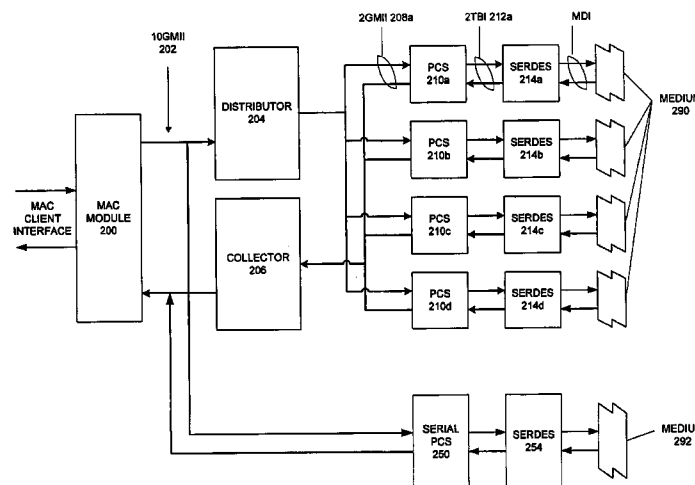 10GMII
202
2GMII 208a
2TBI 212a
MDI
DISTRIBUTOR
204
PCS
210a
SERDES
214a
MEDIUM
290
PCS
210b
SERDES
214b
MAC
CLIENT
INTERFACE
MAC
MODULE
200
COLLECTOR
206
PCS
210c
SERDES
214c
PCS
210d
SERDES
214d
SERIAL
PCS
250
SERDES
254
MEDIU
292